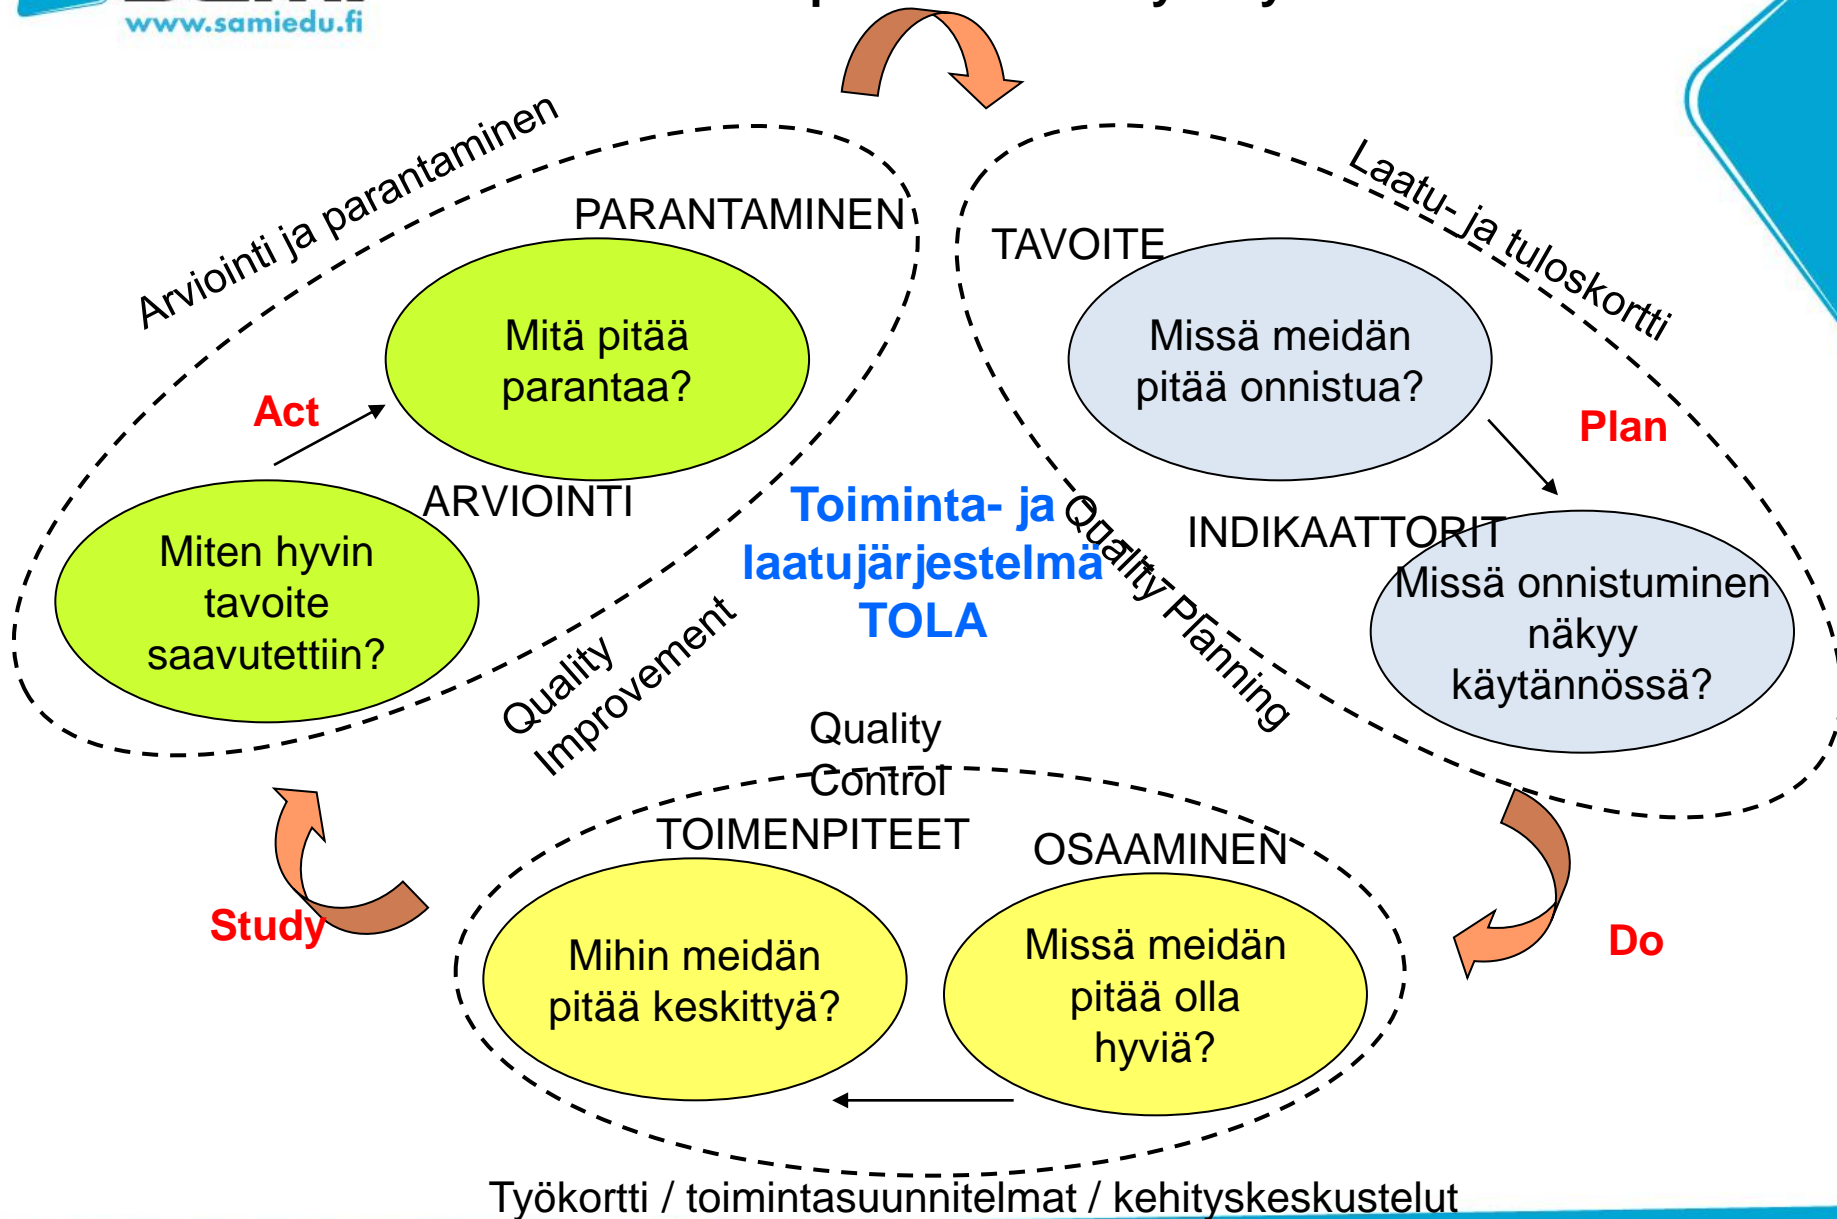 www.samiedu.fi
Arviointi ja parantaminen
PARANTAMINEN
Mitä pitää
parantaa?
Act
ARVIOINTI
Miten hyvin
tavoite
saavutettiin?
Quality
Improvement
Toiminta- ja
laatujärjestelmä
TOLA
Laatu- ja tuloskortti
TAVOITE
Missä meidän
pitää onnistua?
Plan
INDIKAATTORIT
Missä onnistuminen
näkyy
käytännössä?
Quality Planning
Quality
Control
TOIMENPITEET
OSAAMINEN
Mihin meidän
pitää keskittyä?
Missä meidän
pitää olla
hyviä?
Study
Do
Työkortti / toimintasuunnitelmat / kehityskeskustelut